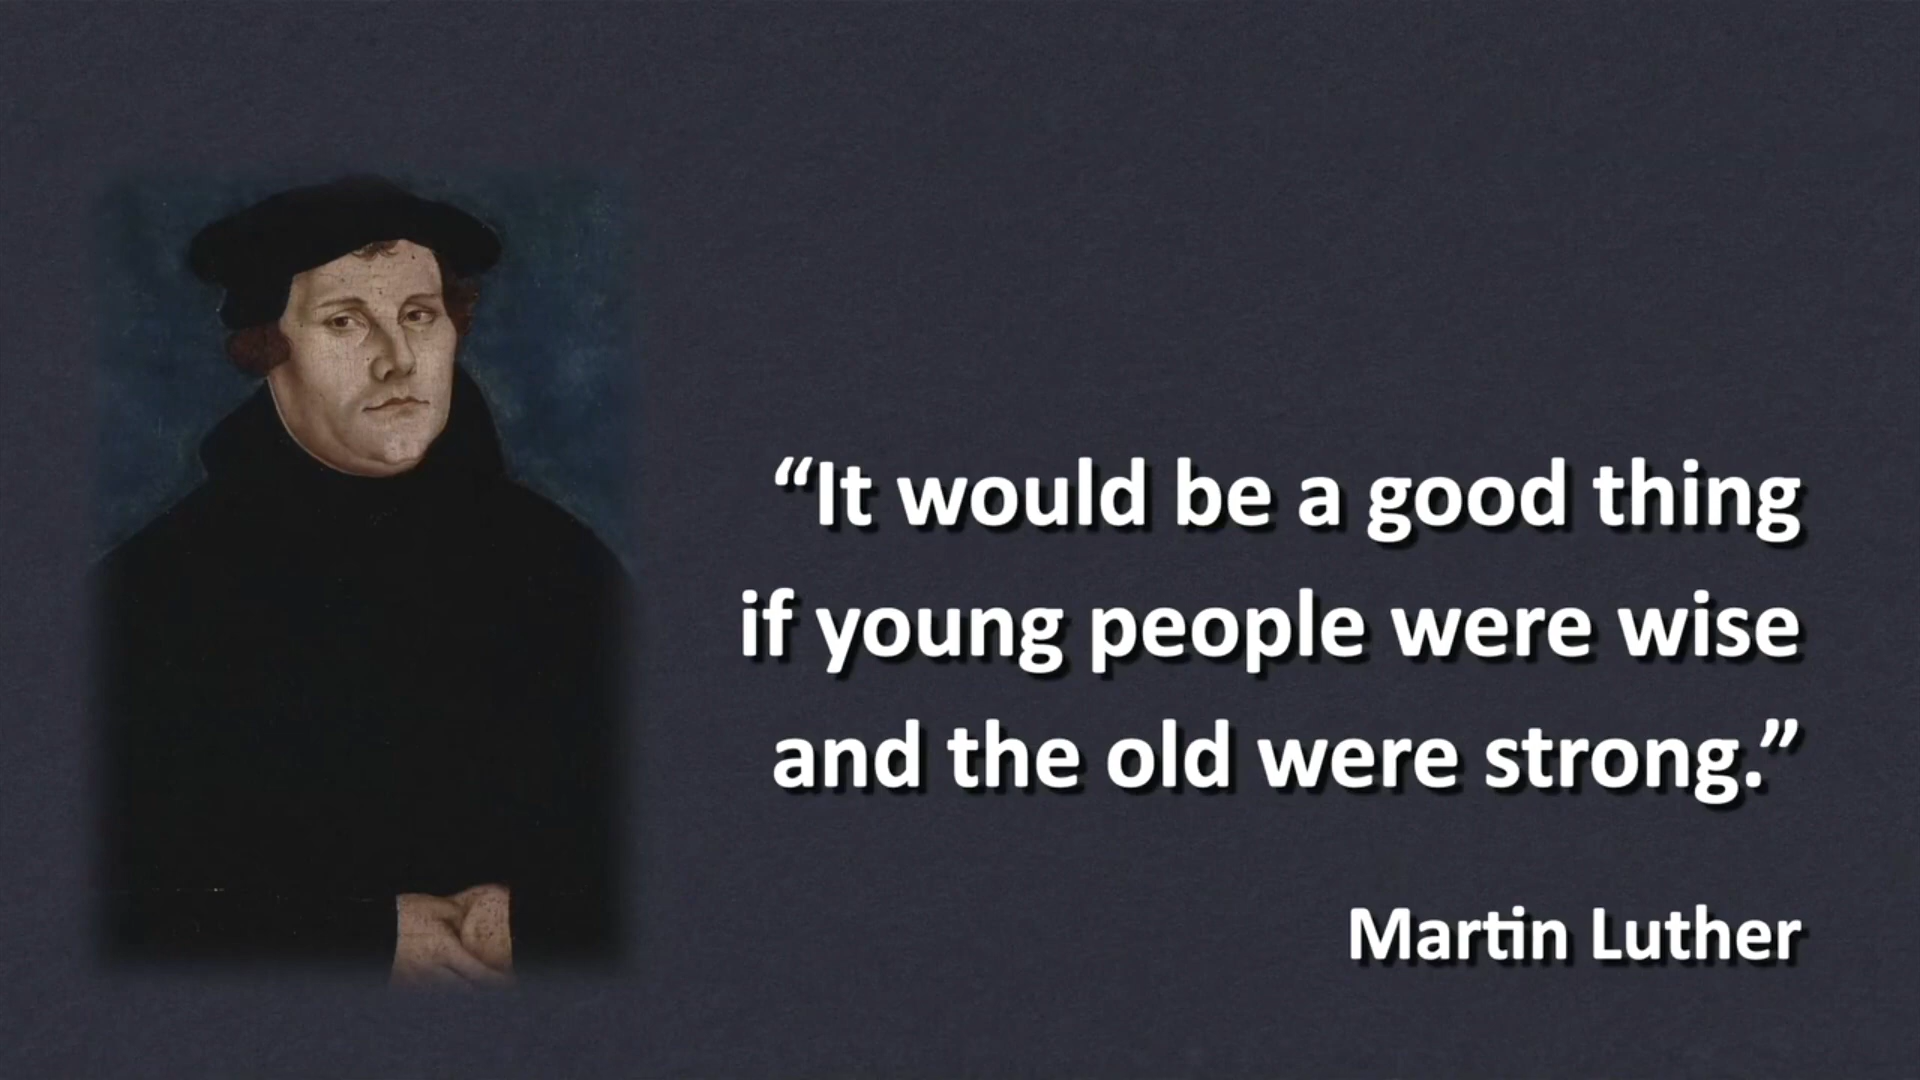 “It would be a good thing
if young people were wise
and the old were strong.”
Martin Luther